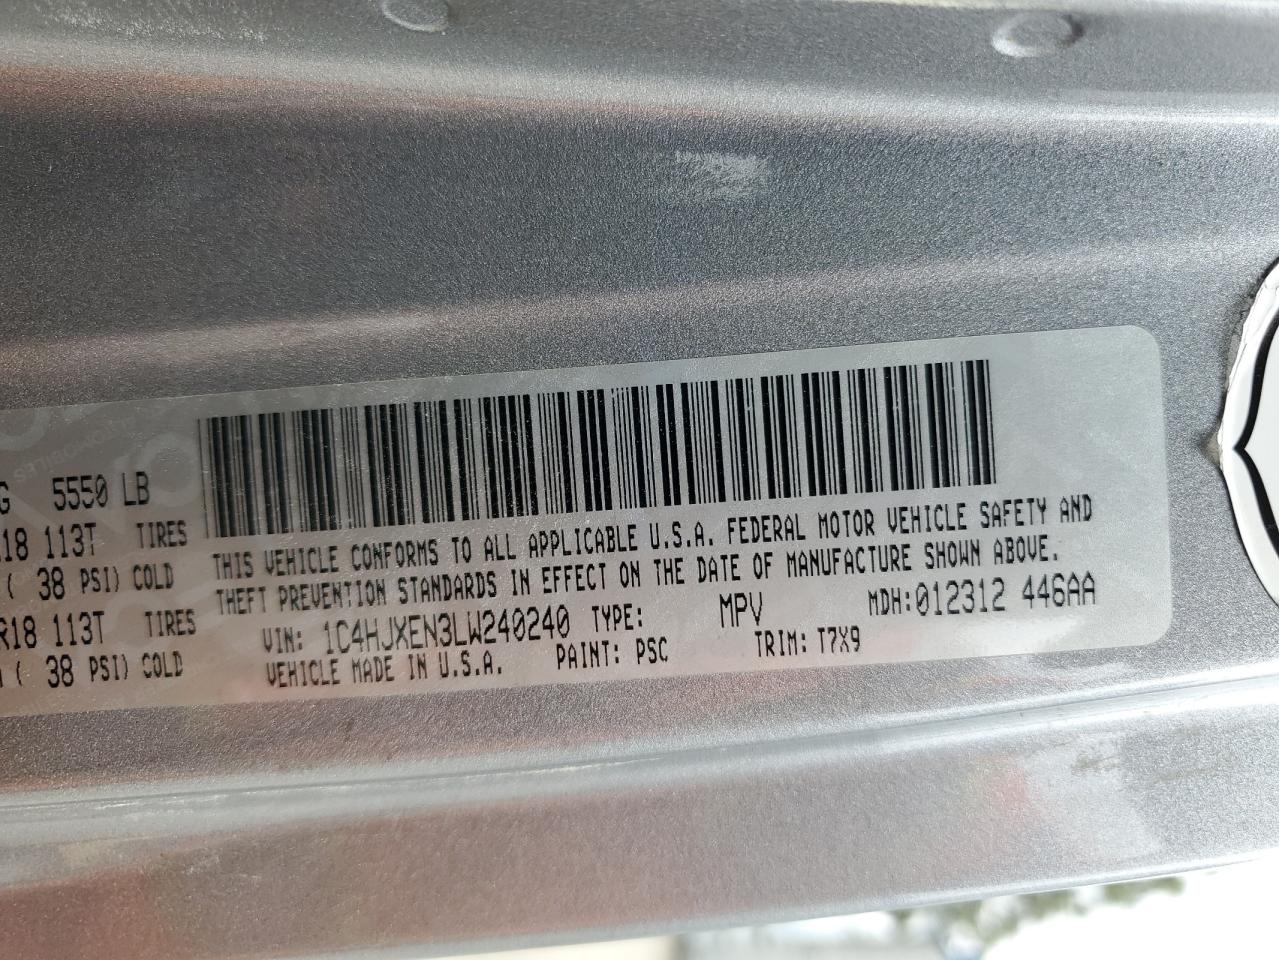 G 5550 LB
R18 113T TIRES
( 38 PSI) COLD
R18 113T TIRES
( 38 PSI) COLD
THIS VEHICLE CONFORMS TO ALL APPLICABLE U.S.A. FEDERAL MOTOR VEHICLE SAFETY AND
THEFT PREVENTION STANDARDS IN EFFECT ON THE DATE OF MANUFACTURE SHOWN ABOVE.
VIN: 1C4HJXEN3LW240240 TYPE: MPV MDH:012312 446AA
VEHICLE MADE IN U.S.A. PAINT: PSC TRIM: T7X9